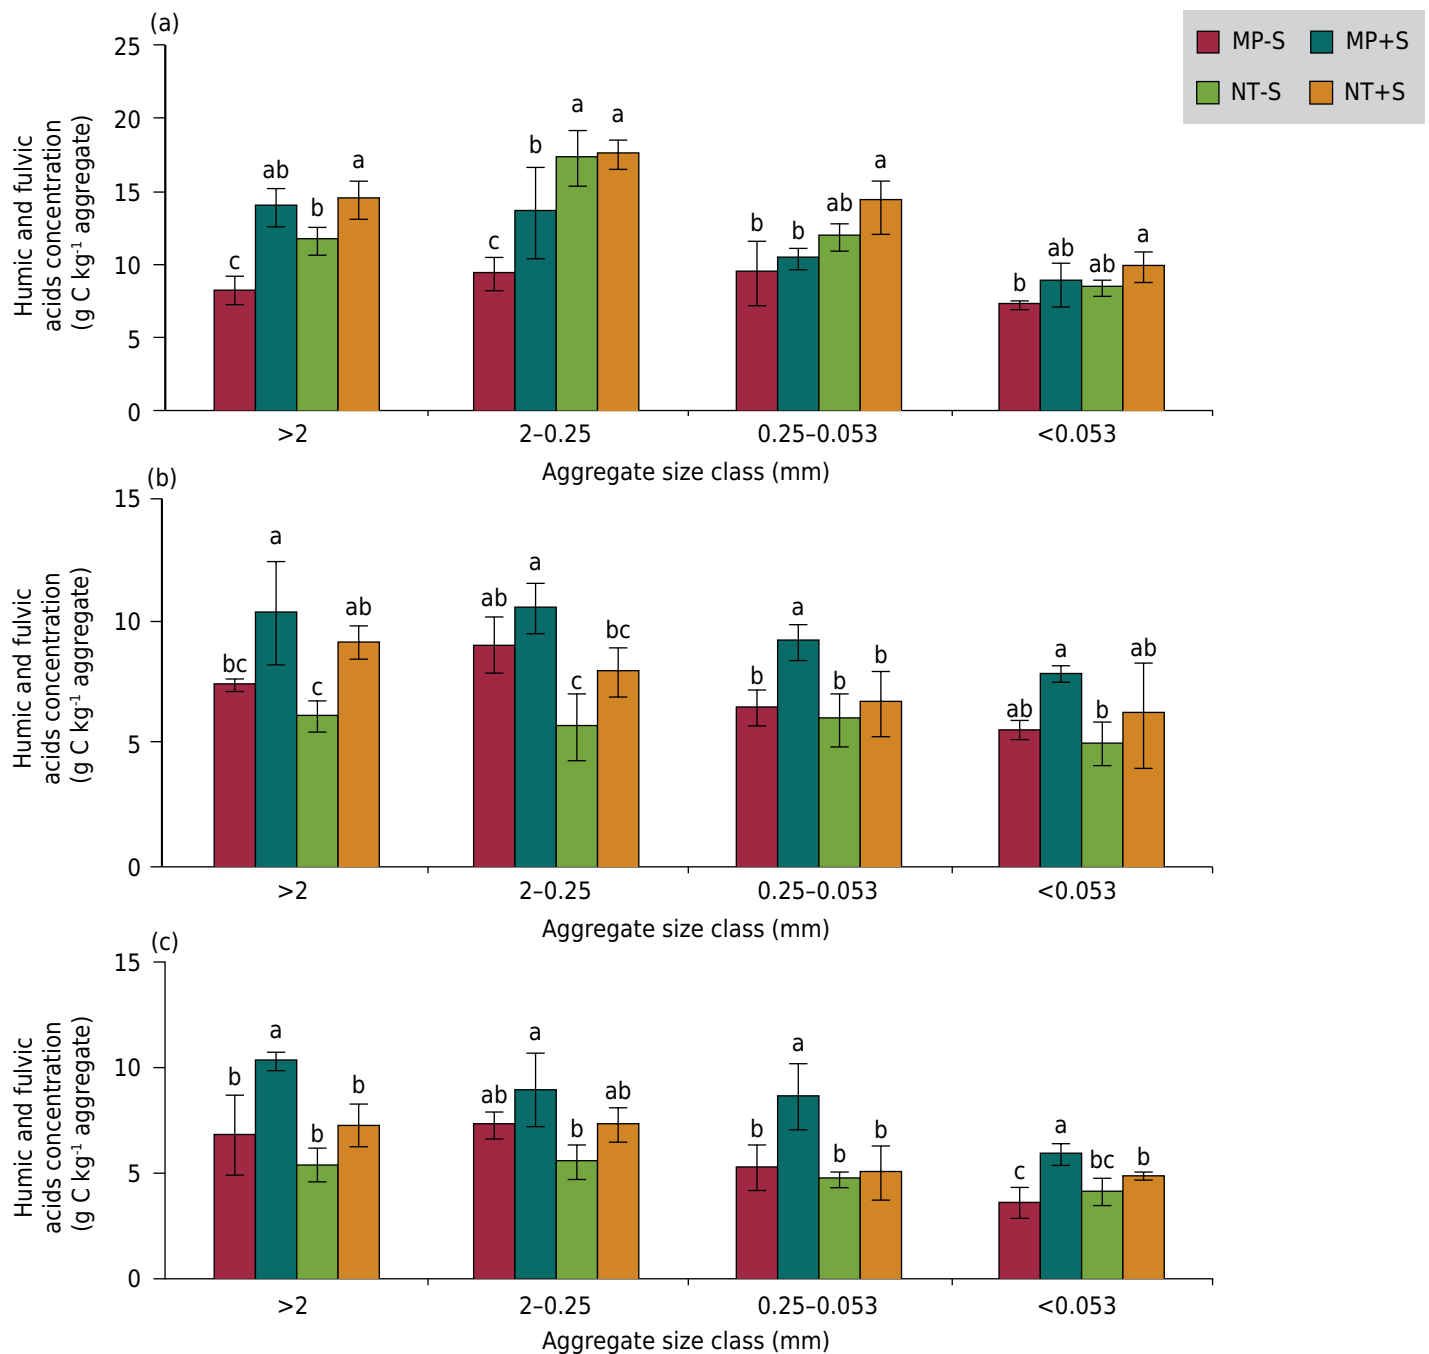 (a)
MP-S
MP+S
NT-S
NT+S
Humic and fulvic
acids concentration
(g C kg⁻¹ aggregate)
25
20
15
10
5
0
c
ab
b
a
c
b
a
a
b
b
ab
a
b
ab
ab
a
>2
2–0.25
0.25–0.053
<0.053
Aggregate size class (mm)
(b)
Humic and fulvic
acids concentration
(g C kg⁻¹ aggregate)
15
10
5
0
bc
a
c
ab
ab
a
c
bc
b
a
b
b
ab
a
b
ab
>2
2–0.25
0.25–0.053
<0.053
Aggregate size class (mm)
(c)
Humic and fulvic
acids concentration
(g C kg⁻¹ aggregate)
15
10
5
0
b
a
b
b
ab
a
b
ab
b
a
b
b
c
a
bc
b
>2
2–0.25
0.25–0.053
<0.053
Aggregate size class (mm)